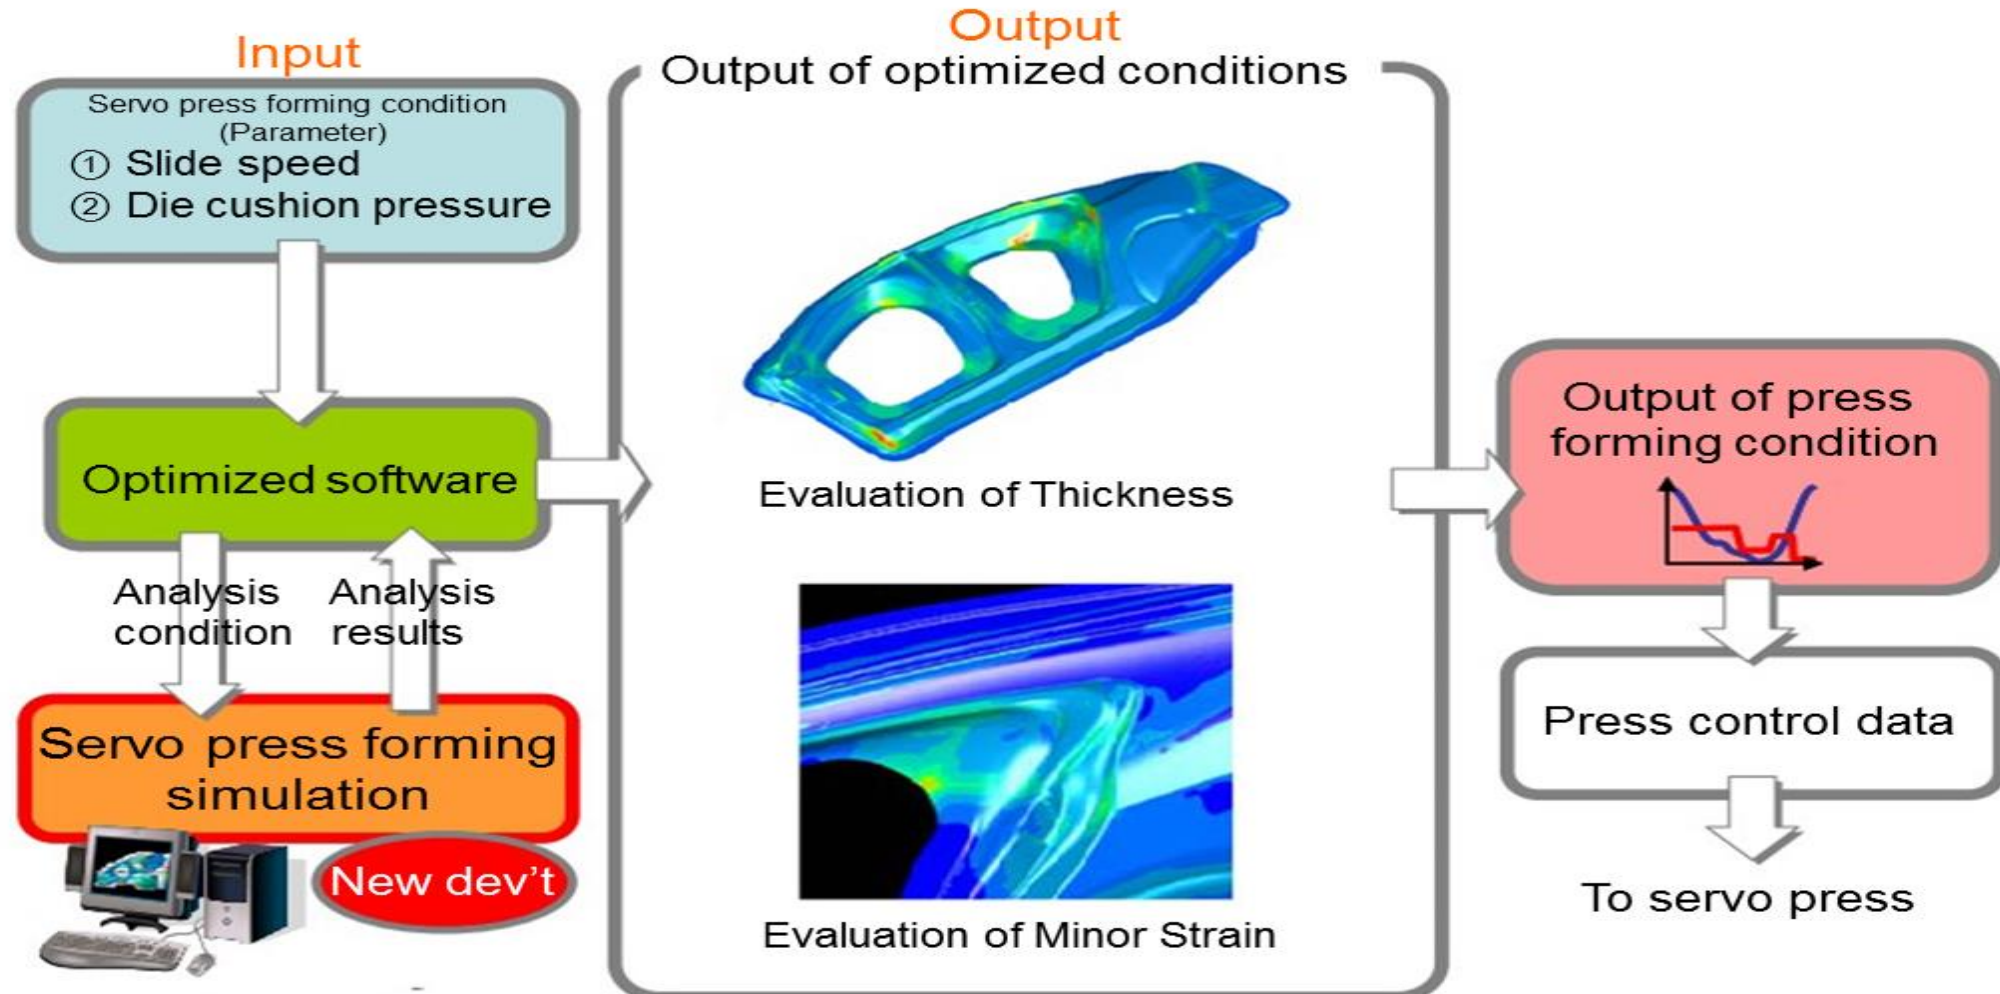 Input
Servo press forming condition
(Parameter)
① Slide speed
② Die cushion pressure
Optimized software
Analysis
condition
Analysis
results
Servo press forming
simulation
New dev't
Output
Output of optimized conditions
Evaluation of Thickness
Evaluation of Minor Strain
Output of press
forming condition
Press control data
To servo press